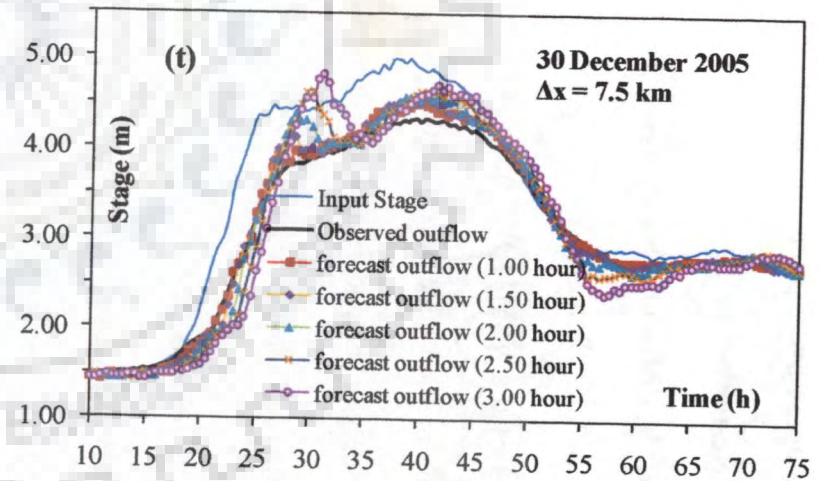 (t)
30 December 2005
Δx = 7.5 km
Stage (m)
5.00
4.00
3.00
2.00
1.00
Input Stage
Observed outflow
forecast outflow (1.00 hour)
forecast outflow (1.50 hour)
forecast outflow (2.00 hour)
forecast outflow (2.50 hour)
forecast outflow (3.00 hour)
Time (h)
10 15 20 25 30 35 40 45 50 55 60 65 70 75